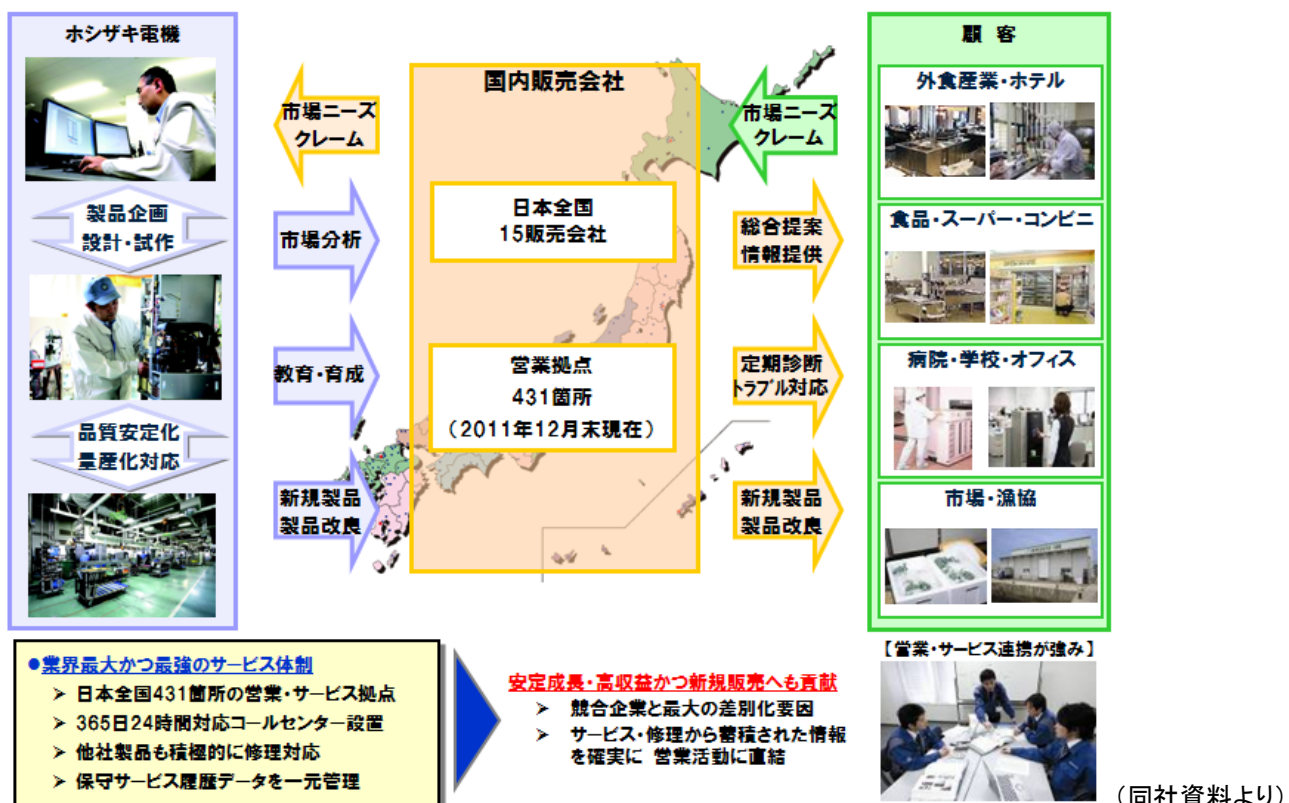 ホシザキ電機
製品企画
設計・試作
品質安定化
量産化対応
市場ニーズ
クレーム
市場分析
教育・育成
新規製品
製品改良
国内販売会社
日本全国
15販売会社
営業拠点
431箇所
(2011年12月末現在)
市場ニーズ
クレーム
総合提案
情報提供
定期診断
トラブル対応
新規製品
製品改良
顧 客
外食産業・ホテル
食品・スーパー・コンビニ
病院・学校・オフィス
市場・漁協
●業界最大かつ最強のサービス体制
➢ 日本全国431箇所の営業・サービス拠点
➢ 365日24時間対応コールセンター設置
➢ 他社製品も積極的に修理対応
➢ 保守サービス履歴データを一元管理
安定成長・高収益かつ新規販売へも貢献
➢ 競合企業と最大の差別化要因
➢ サービス・修理から蓄積された情報
を確実に 営業活動に直結
【営業・サービス連携が強み】
(同社資料より)